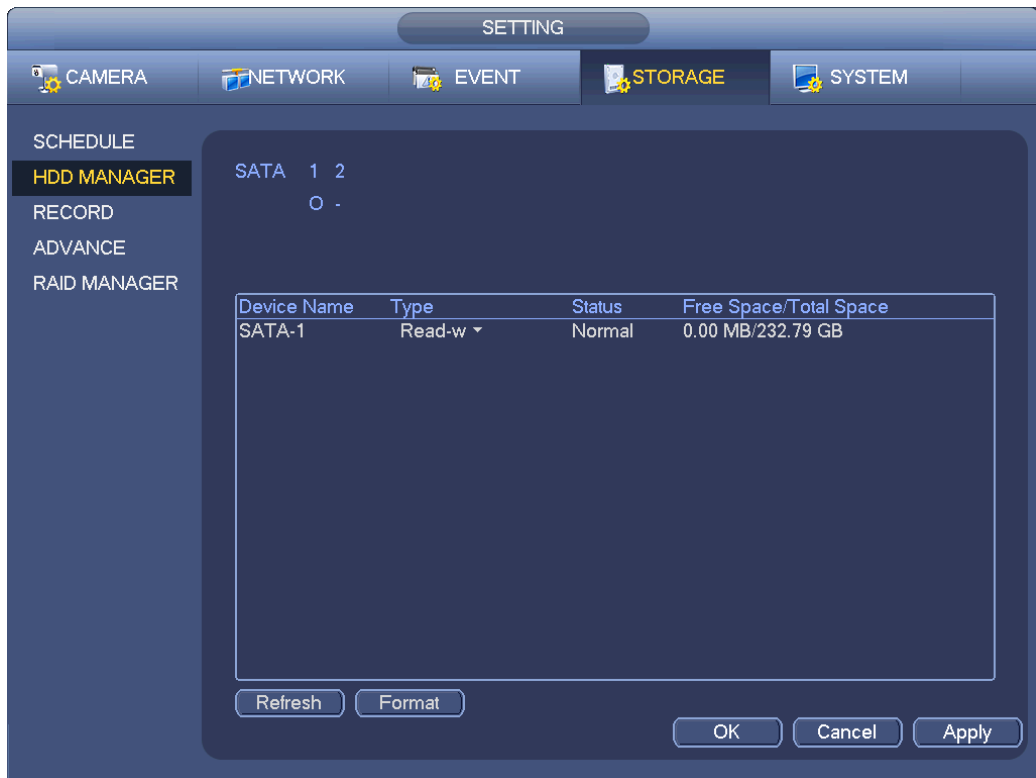 SETTING
CAMERA NETWORK EVENT STORAGE SYSTEM
SCHEDULE
HDD MANAGER
RECORD
ADVANCE
RAID MANAGER
SATA 1 2
O -
Device Name Type Status Free Space/Total Space
SATA-1 Read-w Normal 0.00 MB/232.79 GB
Refresh Format
OK Cancel Apply